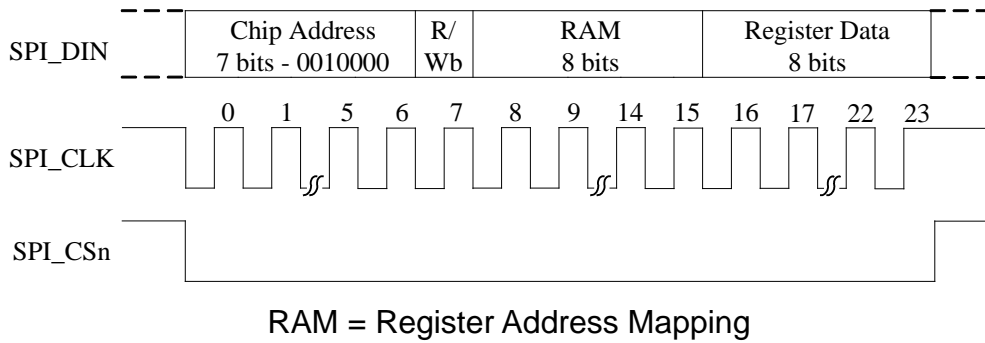 Chip Address R/ RAM Register Data
SPI_DIN
7 bits - 0010000 Wb 8 bits 8 bits
0 1 5 6 7 8 9 14 15 16 17 22 23
SPI_CLK
SPI_CSn
RAM = Register Address Mapping